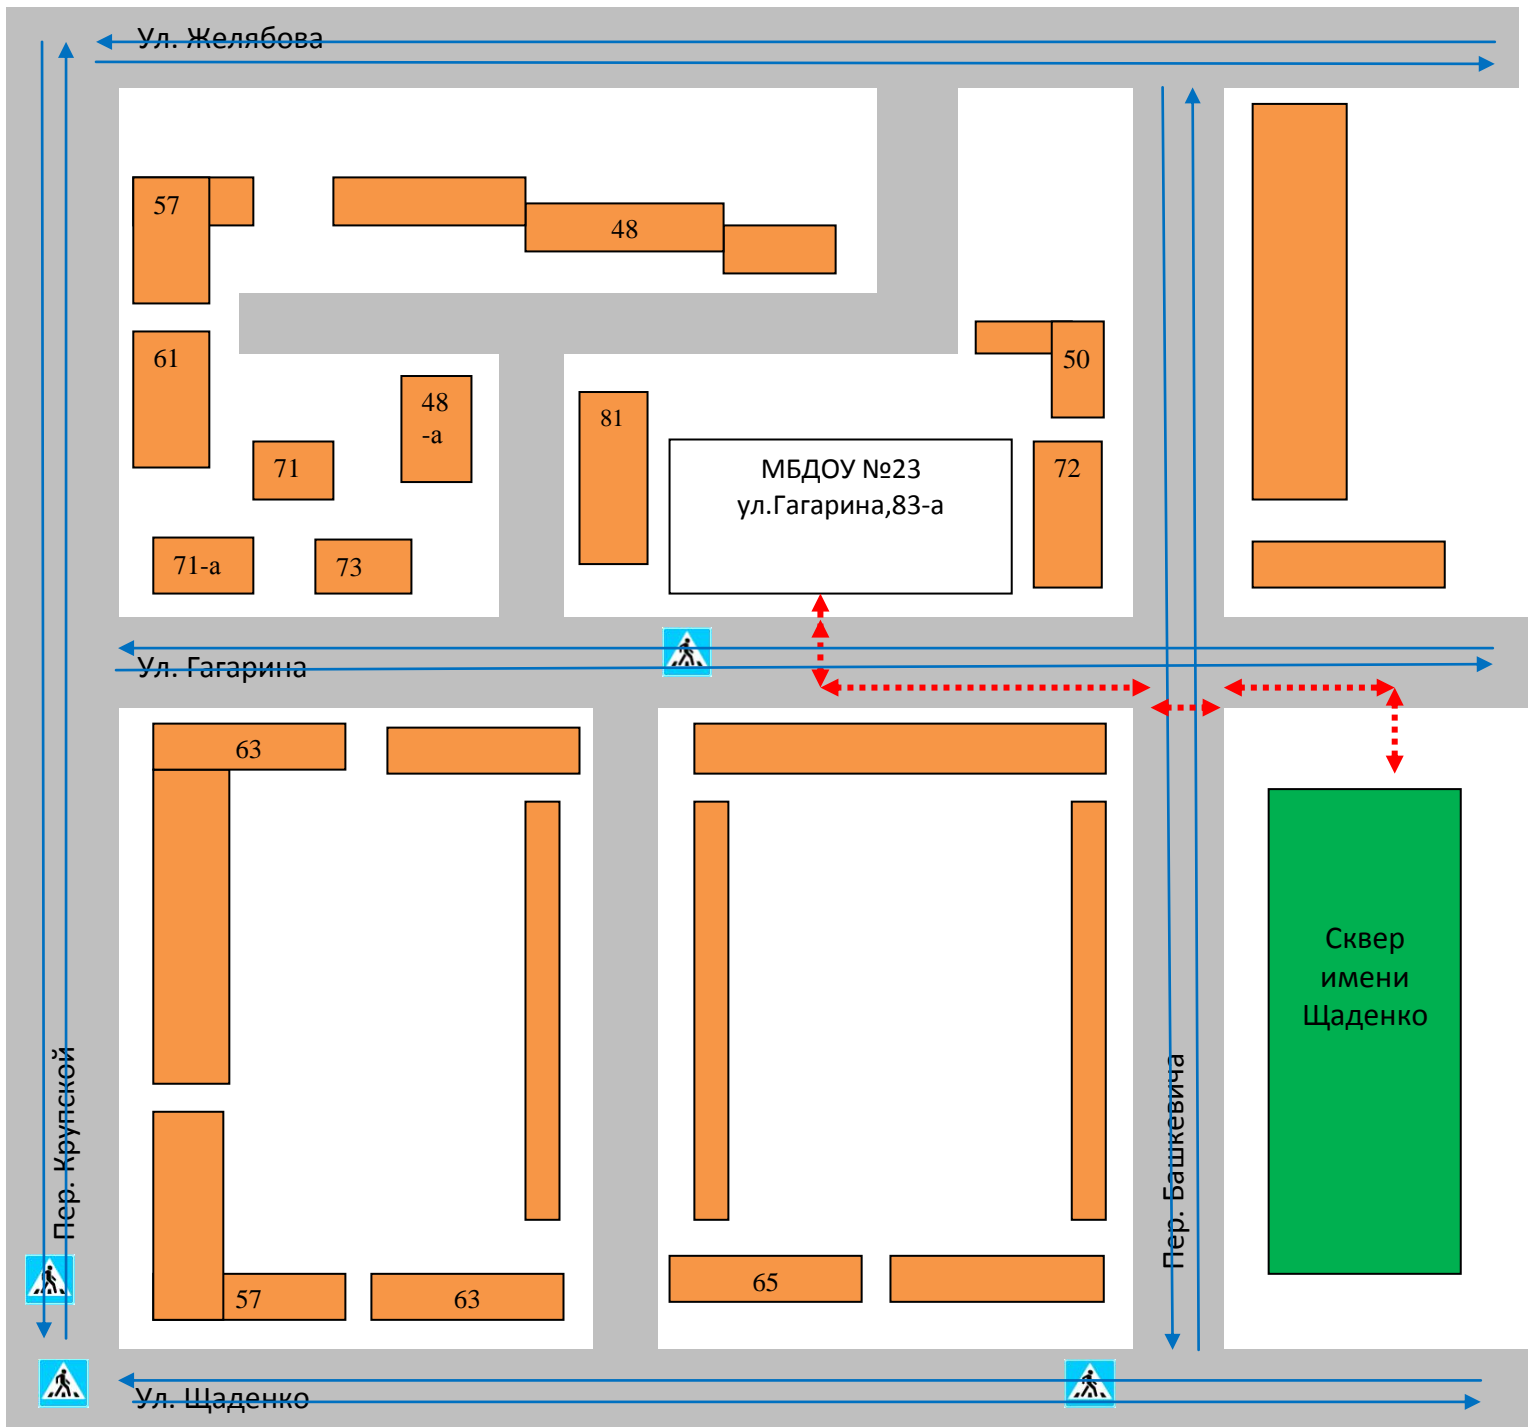 Ул. Желябова
57
48
61
50
48
-а
81
71
МБДОУ №23
ул.Гагарина,83-а
72
71-а
73
Ул. Гагарина
63
Сквер
имени
Щаденко
Пер. Крупской
Пер. Башкевича
57
63
65
Ул. Щаденко